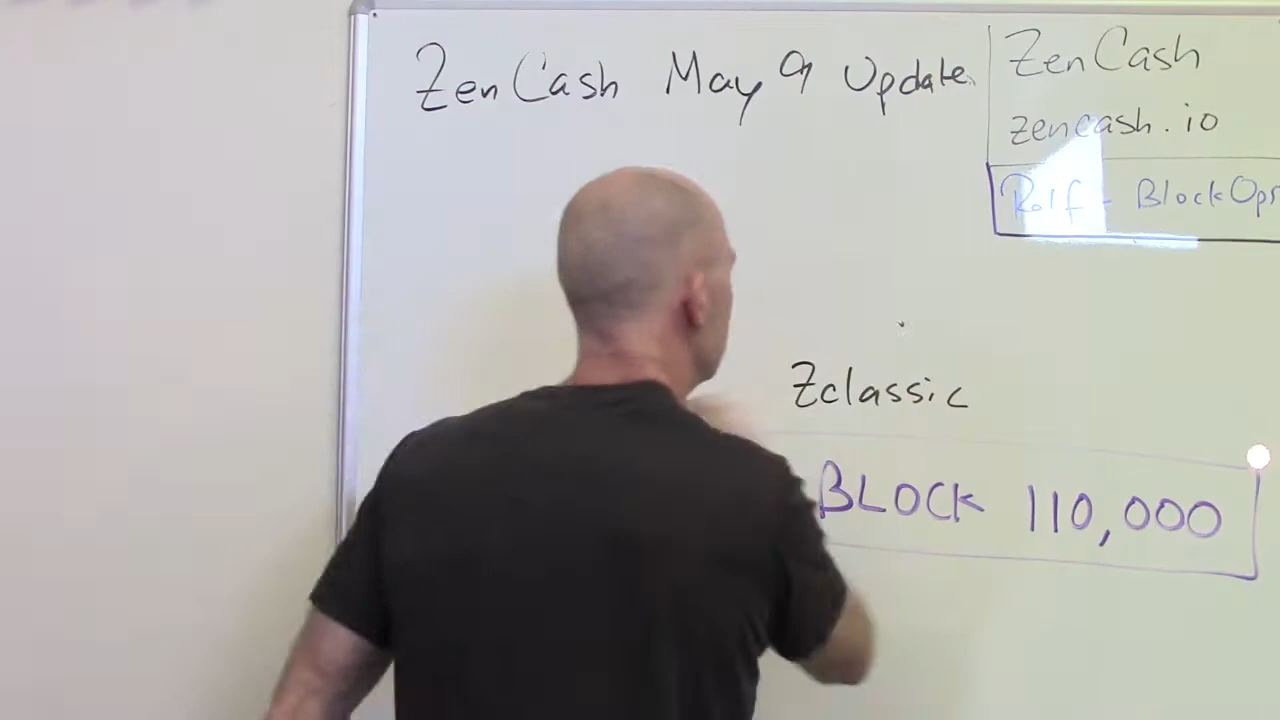 ZenCash May 9 Update
ZenCash
zencash.io
Rolf - BlockOps
Zclassic
BLOCK 110,000